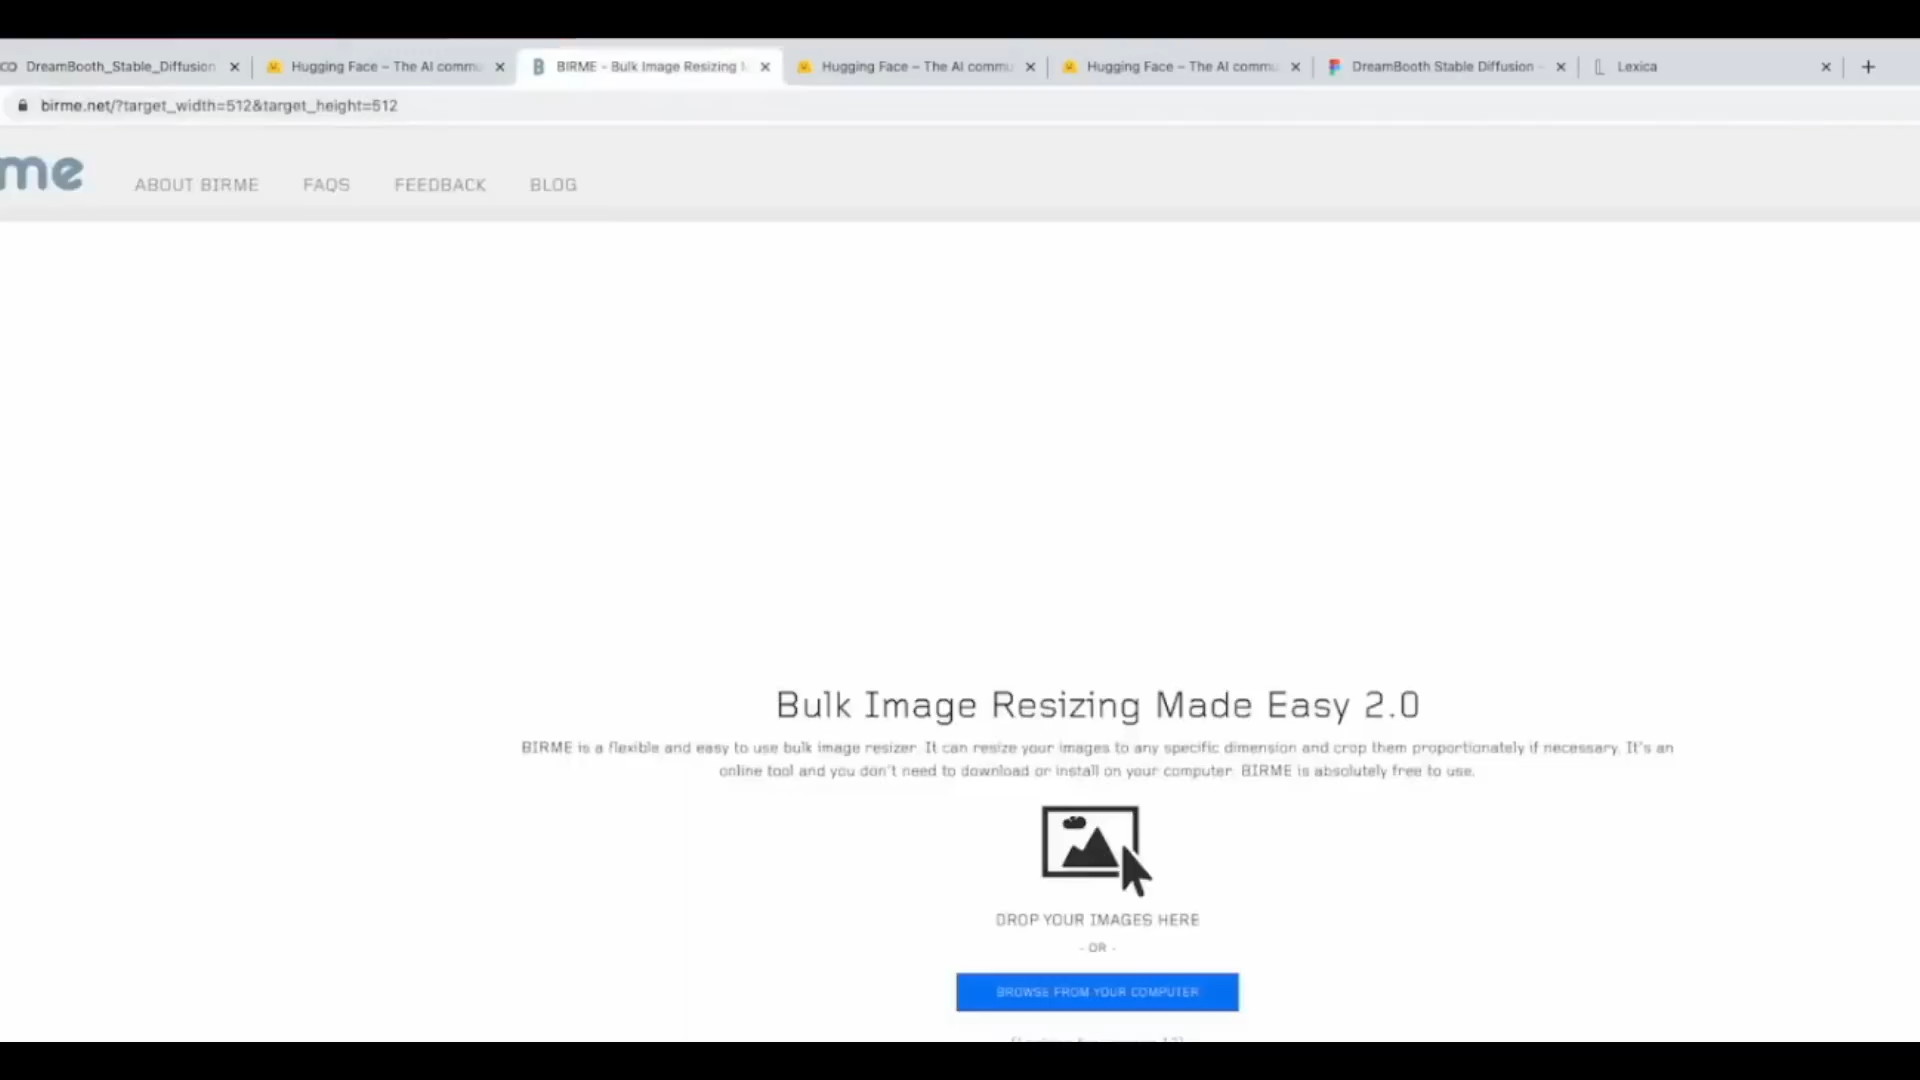 DreamBooth_Stable_Diffusion
Hugging Face – The AI commu
BIRME - Bulk Image Resizing
Hugging Face – The AI commu
Hugging Face – The AI commu
DreamBooth Stable Diffusion -
Lexica
birme.net/?target_width=512&target_height=512
me
ABOUT BIRME
FAQS
FEEDBACK
BLOG
Bulk Image Resizing Made Easy 2.0
BIRME is a flexible and easy to use bulk image resizer. It can resize your images to any specific dimension and crop them proportionately if necessary. It's an
online tool and you don't need to download or install on your computer. BIRME is absolutely free to use.
DROP YOUR IMAGES HERE
- OR -
BROWSE FROM YOUR COMPUTER